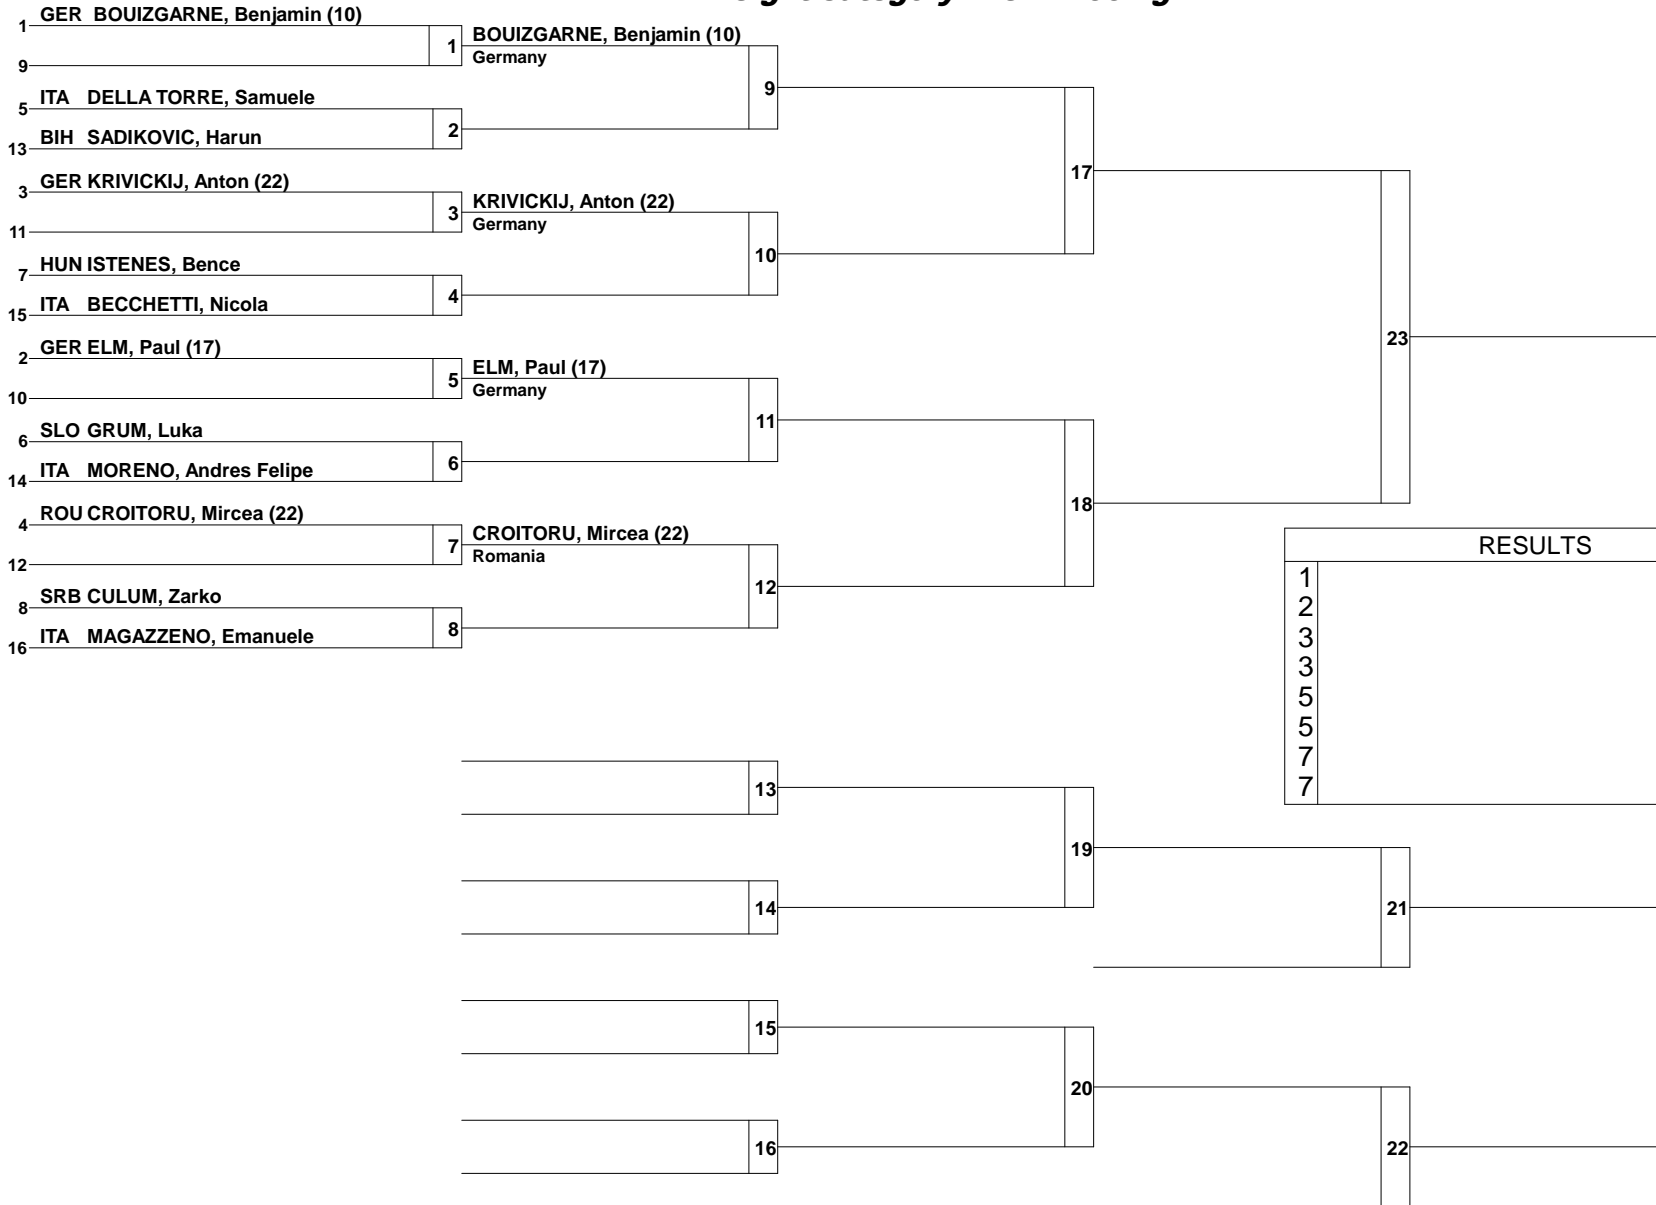 1 GER BOUIZGARNE, Benjamin (10)
9
1
BOUIZGARNE, Benjamin (10)
Germany
5 ITA DELLA TORRE, Samuele
13 BIH SADIKOVIC, Harun
2
9
3 GER KRIVICKIJ, Anton (22)
11
3
KRIVICKIJ, Anton (22)
Germany
17
7 HUN ISTENES, Bence
15 ITA BECCHETTI, Nicola
4
10
2 GER ELM, Paul (17)
10
5
ELM, Paul (17)
Germany
23
6 SLO GRUM, Luka
14 ITA MORENO, Andres Felipe
6
11
4 ROU CROITORU, Mircea (22)
12
7
CROITORU, Mircea (22)
Romania
18
8 SRB CULUM, Zarko
16 ITA MAGAZZENO, Emanuele
8
12
RESULTS
1
2
3
3
5
5
7
7
13
19
14
21
15
20
16
22